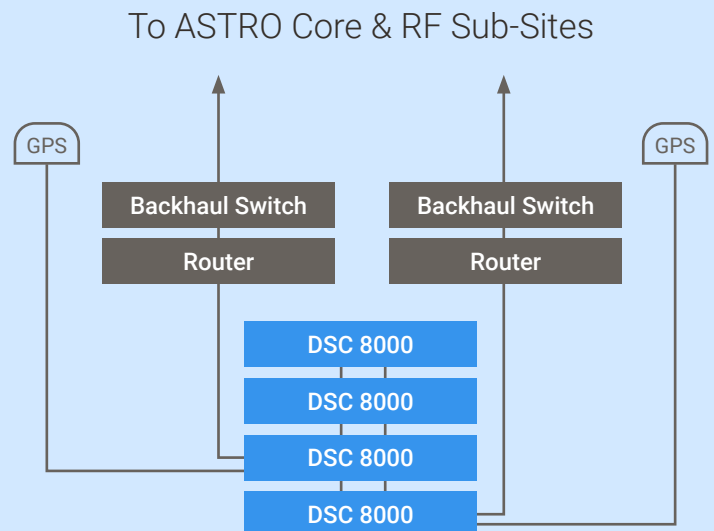 To ASTRO Core & RF Sub-Sites
GPS
GPS
Backhaul Switch
Backhaul Switch
Router
Router
DSC 8000
DSC 8000
DSC 8000
DSC 8000